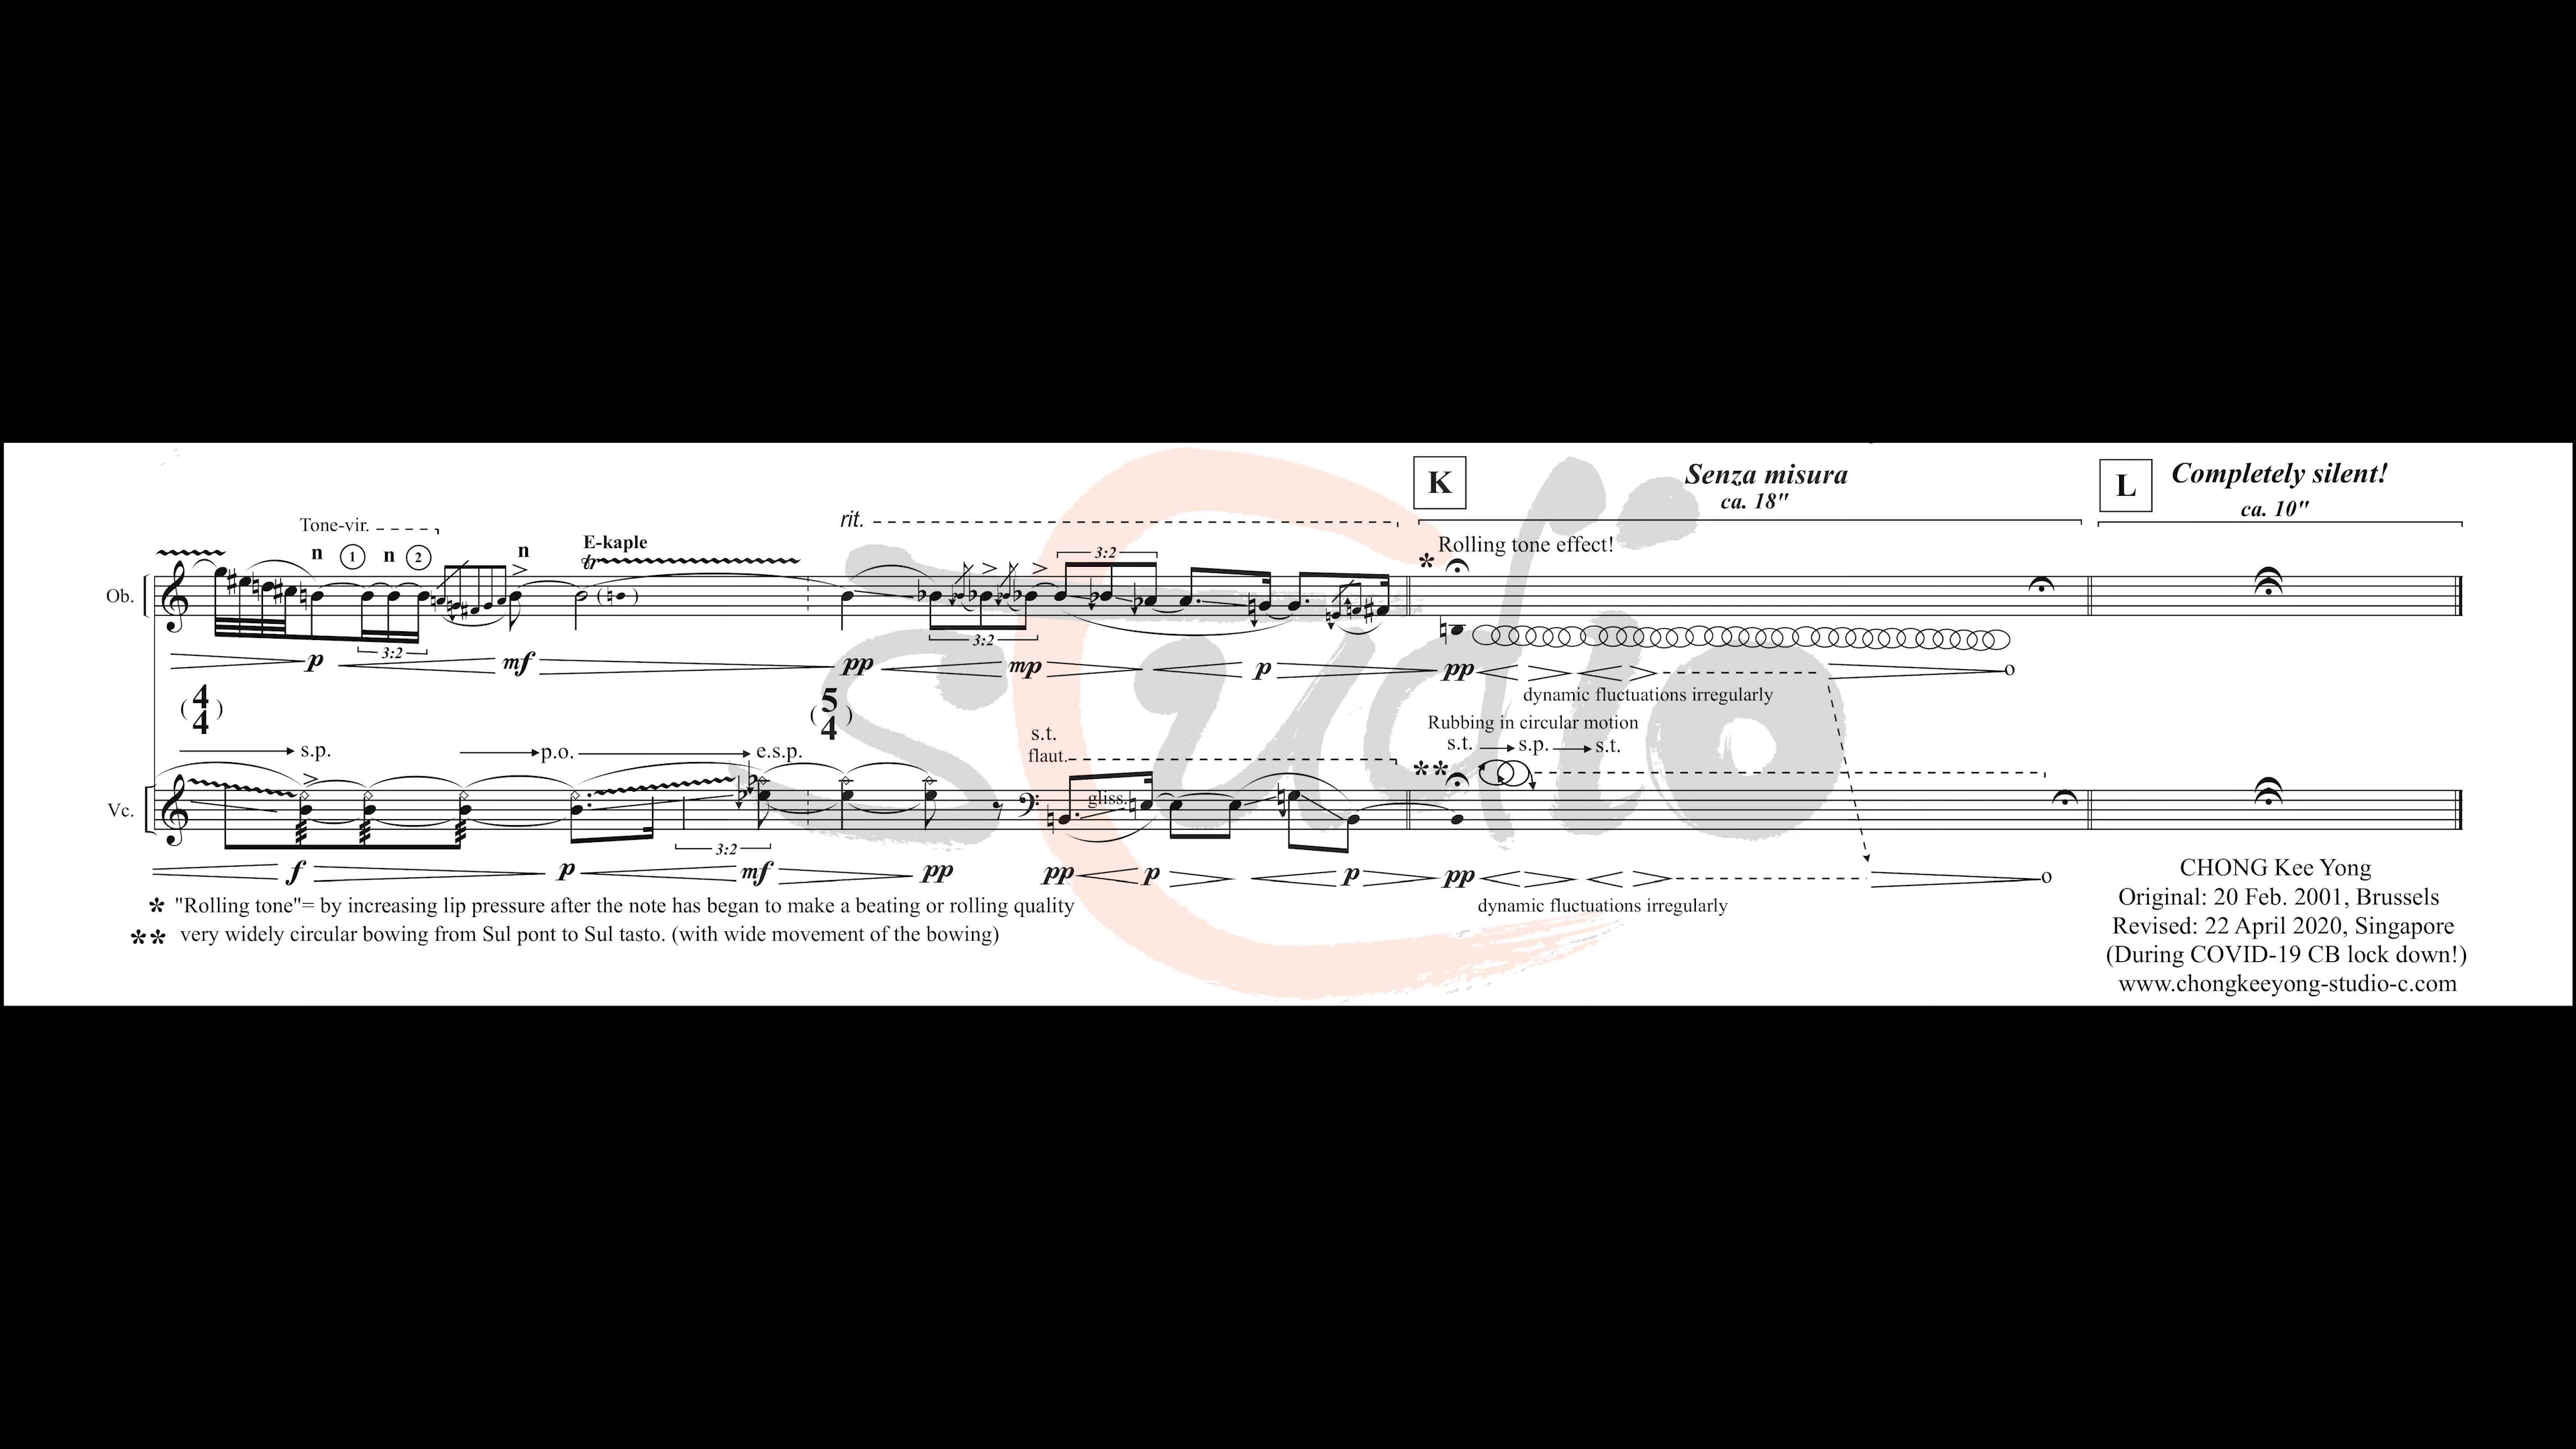 K
Senza misura
ca. 18"
L
Completely silent!
ca. 10"
rit.
Tone-vir.
n 1 n 2 n
E-kaple
tr
3:2
* Rolling tone effect!
Ob.
3:2 3:2
p mf pp mp p pp o
dynamic fluctuations irregularly
( 4 4 ) ( 5 4 )
Rubbing in circular motion
s.t. s.p. s.t.
s.p. p.o. e.s.p.
s.t.
flaut.
**
Vc.
gliss.
3:2
f p mf pp pp p p pp o
dynamic fluctuations irregularly
* "Rolling tone"= by increasing lip pressure after the note has began to make a beating or rolling quality
** very widely circular bowing from Sul pont to Sul tasto. (with wide movement of the bowing)
CHONG Kee Yong
Original: 20 Feb. 2001, Brussels
Revised: 22 April 2020, Singapore
(During COVID-19 CB lock down!)
www.chongkeeyong-studio-c.com
studio